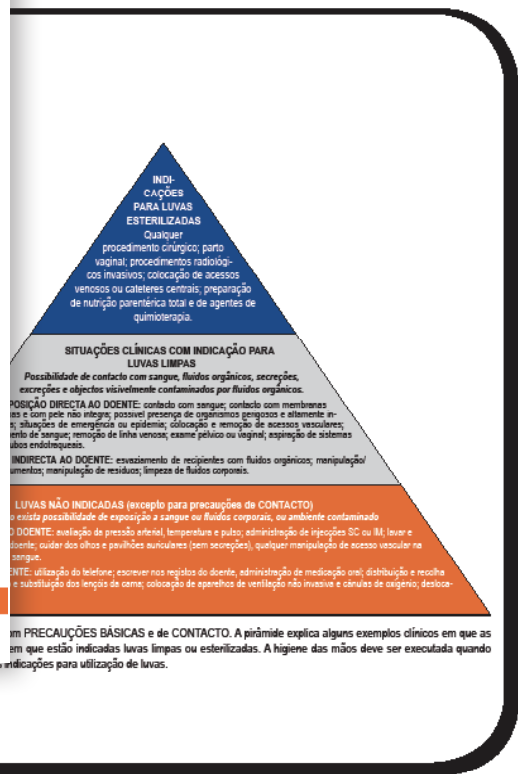 INDI-
CAÇÕES
PARA LUVAS
ESTERILIZADAS
Qualquer
procedimento cirúrgico; parto
vaginal; procedimentos radiológi-
cos invasivos; colocação de acessos
venosos ou cateteres centrais; preparação
de nutrição parentérica total e de agentes de
quimioterapia.
SITUAÇÕES CLÍNICAS COM INDICAÇÃO PARA
LUVAS LIMPAS
Possibilidade de contacto com sangue, fluidos orgânicos, secreções,
excreções e objectos visivelmente contaminados por fluidos orgânicos.
POSIÇÃO DIRECTA AO DOENTE: contacto com sangue; contacto com membranas
as e com pele não íntegra; possível presença de organismos perigosos e altamente in-
s; situações de emergência ou epidemia; colocação e remoção de acessos vasculares;
ento de sangue; remoção de linha venosa; exame pélvico ou vaginal; aspiração de sistemas
ubos endotraqueais.
INDIRECTA AO DOENTE: esvaziamento de recipientes com fluidos orgânicos; manipulação/
umentos; manipulação de resíduos; limpeza de fluidos corporais.
LUVAS NÃO INDICADAS (excepto para precauções de CONTACTO)
o exista possibilidade de exposição a sangue ou fluidos corporais, ou ambiente contaminado
O DOENTE: avaliação da pressão arterial, temperatura e pulso; administração de injecções SC ou IM; lavar e
doente; cuidar dos olhos e pavilhões auriculares (sem secreções), qualquer manipulação de acesso vascular na
sangue.
ENTE: utilização do telefone; escrever nos registos do doente, administração de medicação oral; distribuição e recolha
e substituição dos lençóis da cama; colocação de aparelhos de ventilação não invasiva e cânulas de oxigénio; desloca-
om PRECAUÇÕES BÁSICAS e de CONTACTO. A pirâmide explica alguns exemplos clínicos em que as
em que estão indicadas luvas limpas ou esterilizadas. A higiene das mãos deve ser executada quando
indicações para utilização de luvas.